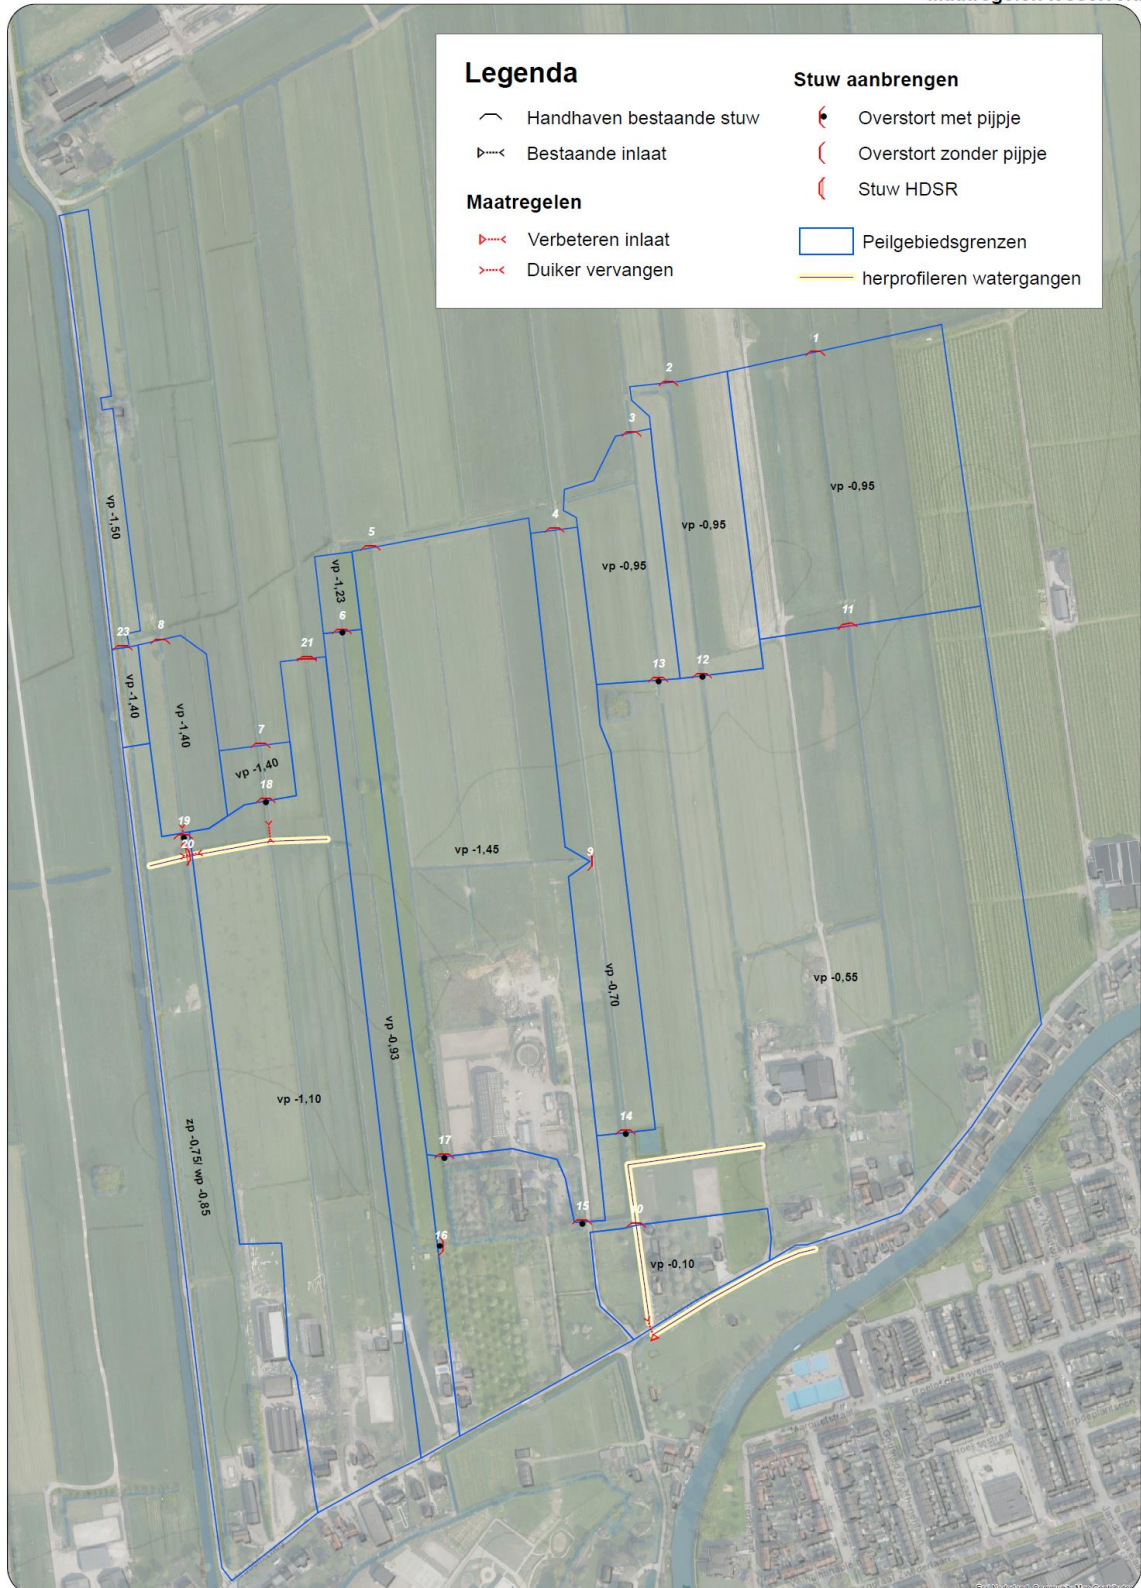 Legenda
Handhaven bestaande stuw
Bestaande inlaat
Maatregelen
Verbeteren inlaat
Duiker vervangen
Stuw aanbrengen
Overstort met pijpje
Overstort zonder pijpje
Stuw HDSR
Peilgebiedsgrenzen
herprofileren watergangen
1
2
3
vp -0,95
vp -1,50
vp -0,95
4
5
vp -0,95
vp -1,23
6
11
23
8
21
13
12
vp -1,40
vp -1,40
7
vp -1,40
18
19
20
vp -1,45
9
vp -0,70
vp -0,55
vp -0,93
vp -1,10
14
zp -0,75/ wp -0,85
17
15
10
16
vp -0,10